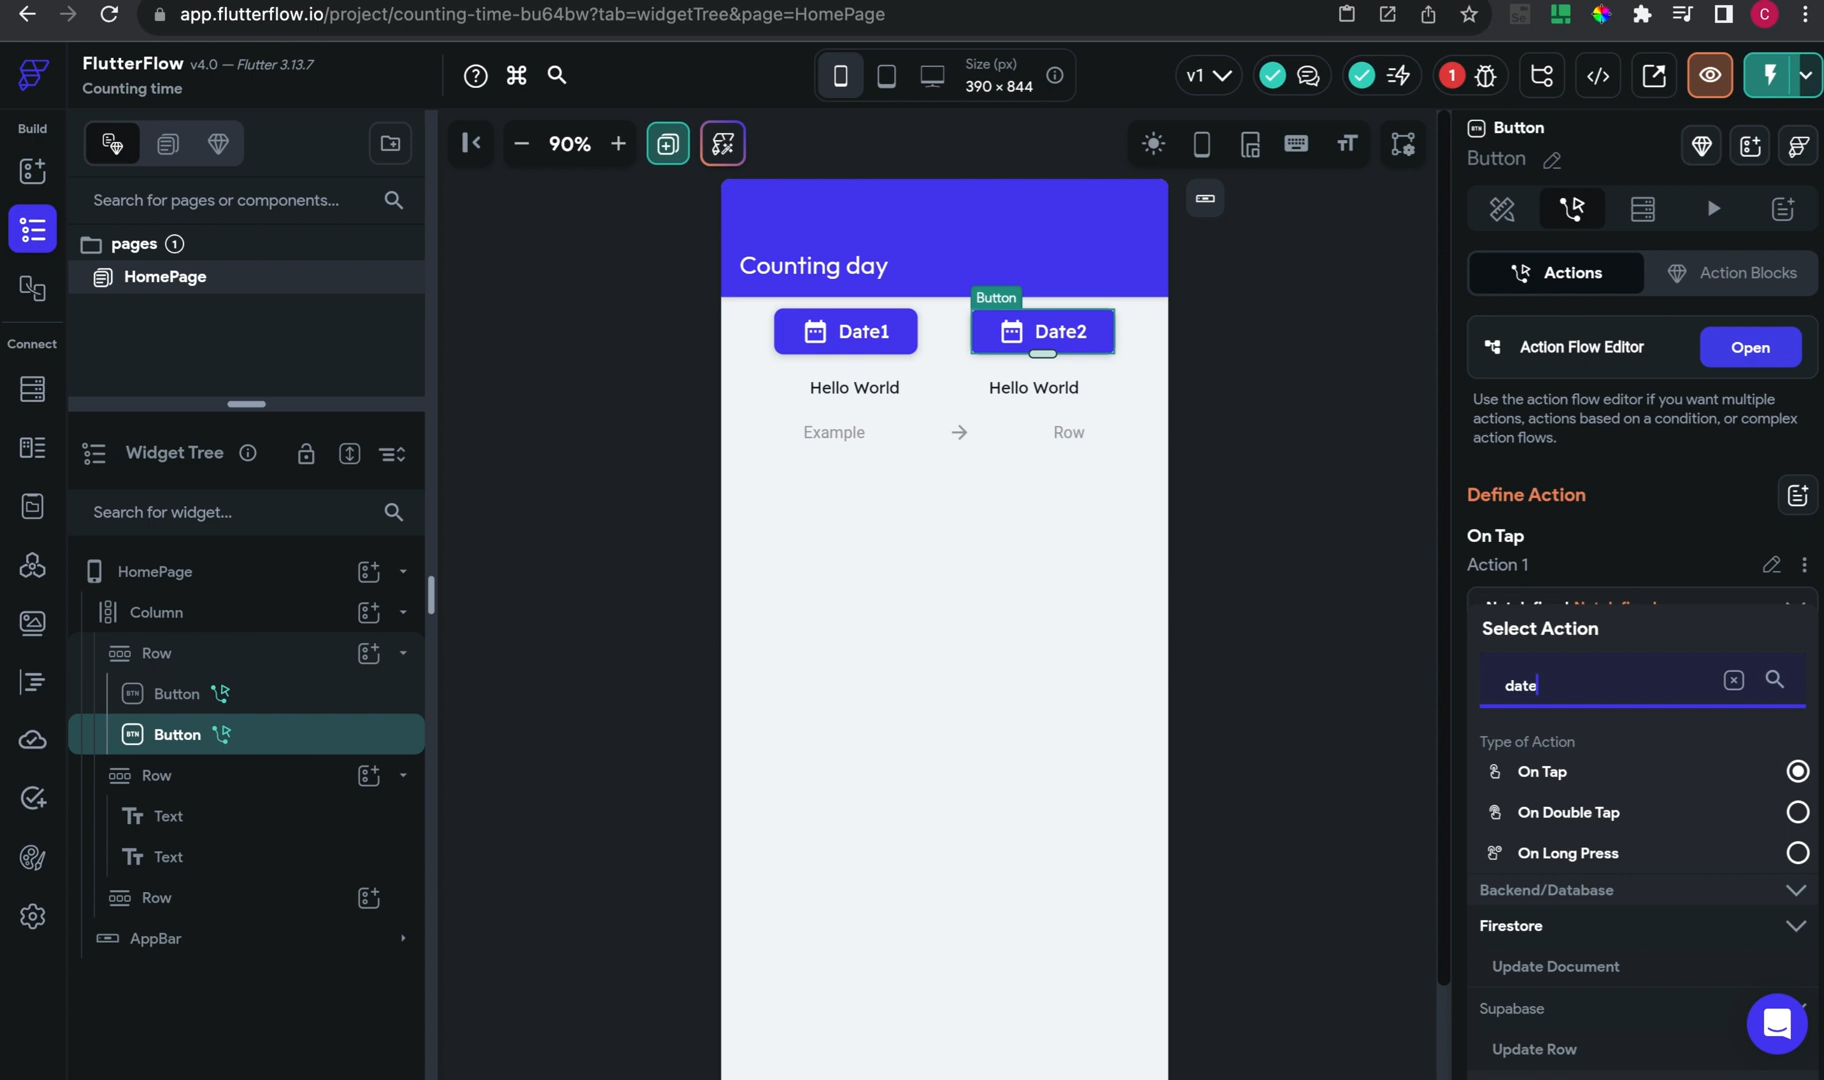 app.flutterflow.io/project/counting-time-bu64bw?tab=widgetTree&page=HomePage
C
FlutterFlow v4.0 — Flutter 3.13.7
Counting time
Size (px)
390 × 844
v1
1
Build
90%
Button
Button
Search for pages or components...
pages 1
HomePage
Connect
Counting day
Button
Date1
Date2
Hello World
Hello World
Example
Row
Widget Tree
Search for widget...
HomePage
Column
Row
BTN Button
BTN Button
Row
Text
Text
Row
AppBar
Actions
Action Blocks
Action Flow Editor
Open
Use the action flow editor if you want multiple
actions, actions based on a condition, or complex
action flows.
Define Action
On Tap
Action 1
Select Action
date
Type of Action
On Tap
On Double Tap
On Long Press
Backend/Database
Firestore
Update Document
Supabase
Update Row